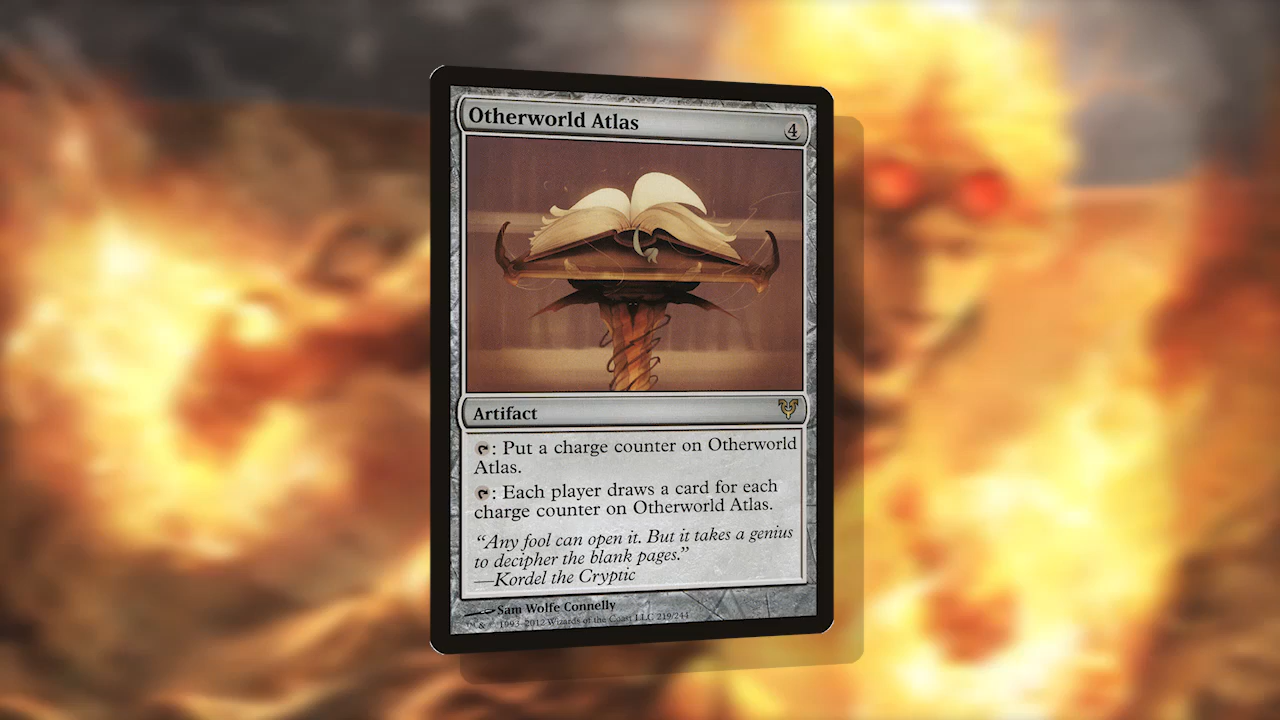 Otherworld Atlas 4
Artifact
: Put a charge counter on Otherworld
Atlas.
: Each player draws a card for each
charge counter on Otherworld Atlas.
“Any fool can open it. But it takes a genius
to decipher the blank pages.”
—Kordel the Cryptic
Sam Wolfe Connelly
™ & © 1993–2012 Wizards of the Coast LLC 219/244